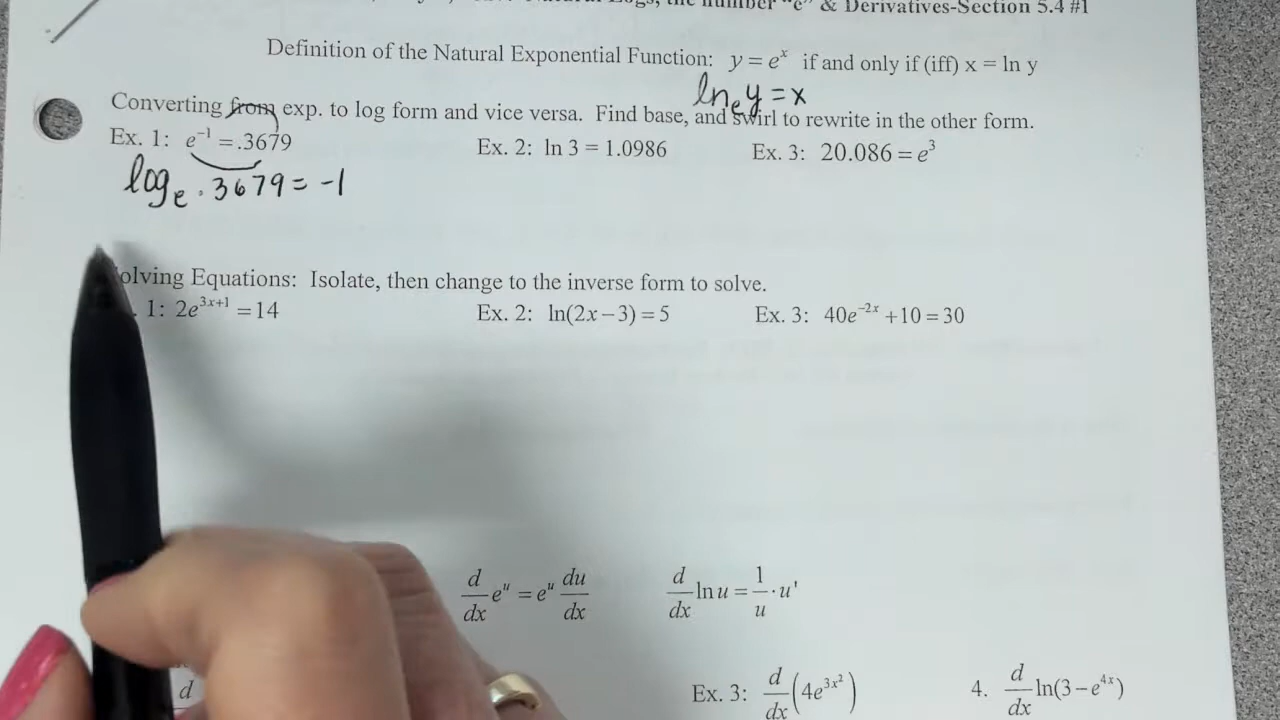 Logs, the number "e" & Derivatives-Section 5.4 #1
Definition of the Natural Exponential Function: y = e^x if and only if (iff) x = ln y
ln_e y = x
Converting from exp. to log form and vice versa. Find base, and swirl to rewrite in the other form.
Ex. 1: e^{-1} = .3679 Ex. 2: ln 3 = 1.0986 Ex. 3: 20.086 = e^3
log_e .3679 = -1
olving Equations: Isolate, then change to the inverse form to solve.
1: 2e^{3x+1} = 14 Ex. 2: ln(2x − 3) = 5 Ex. 3: 40e^{-2x} + 10 = 30
d/dx e^u = e^u du/dx d/dx ln u = 1/u · u'
d Ex. 3: d/dx (4e^{3x^2}) 4. d/dx ln(3 − e^{4x})